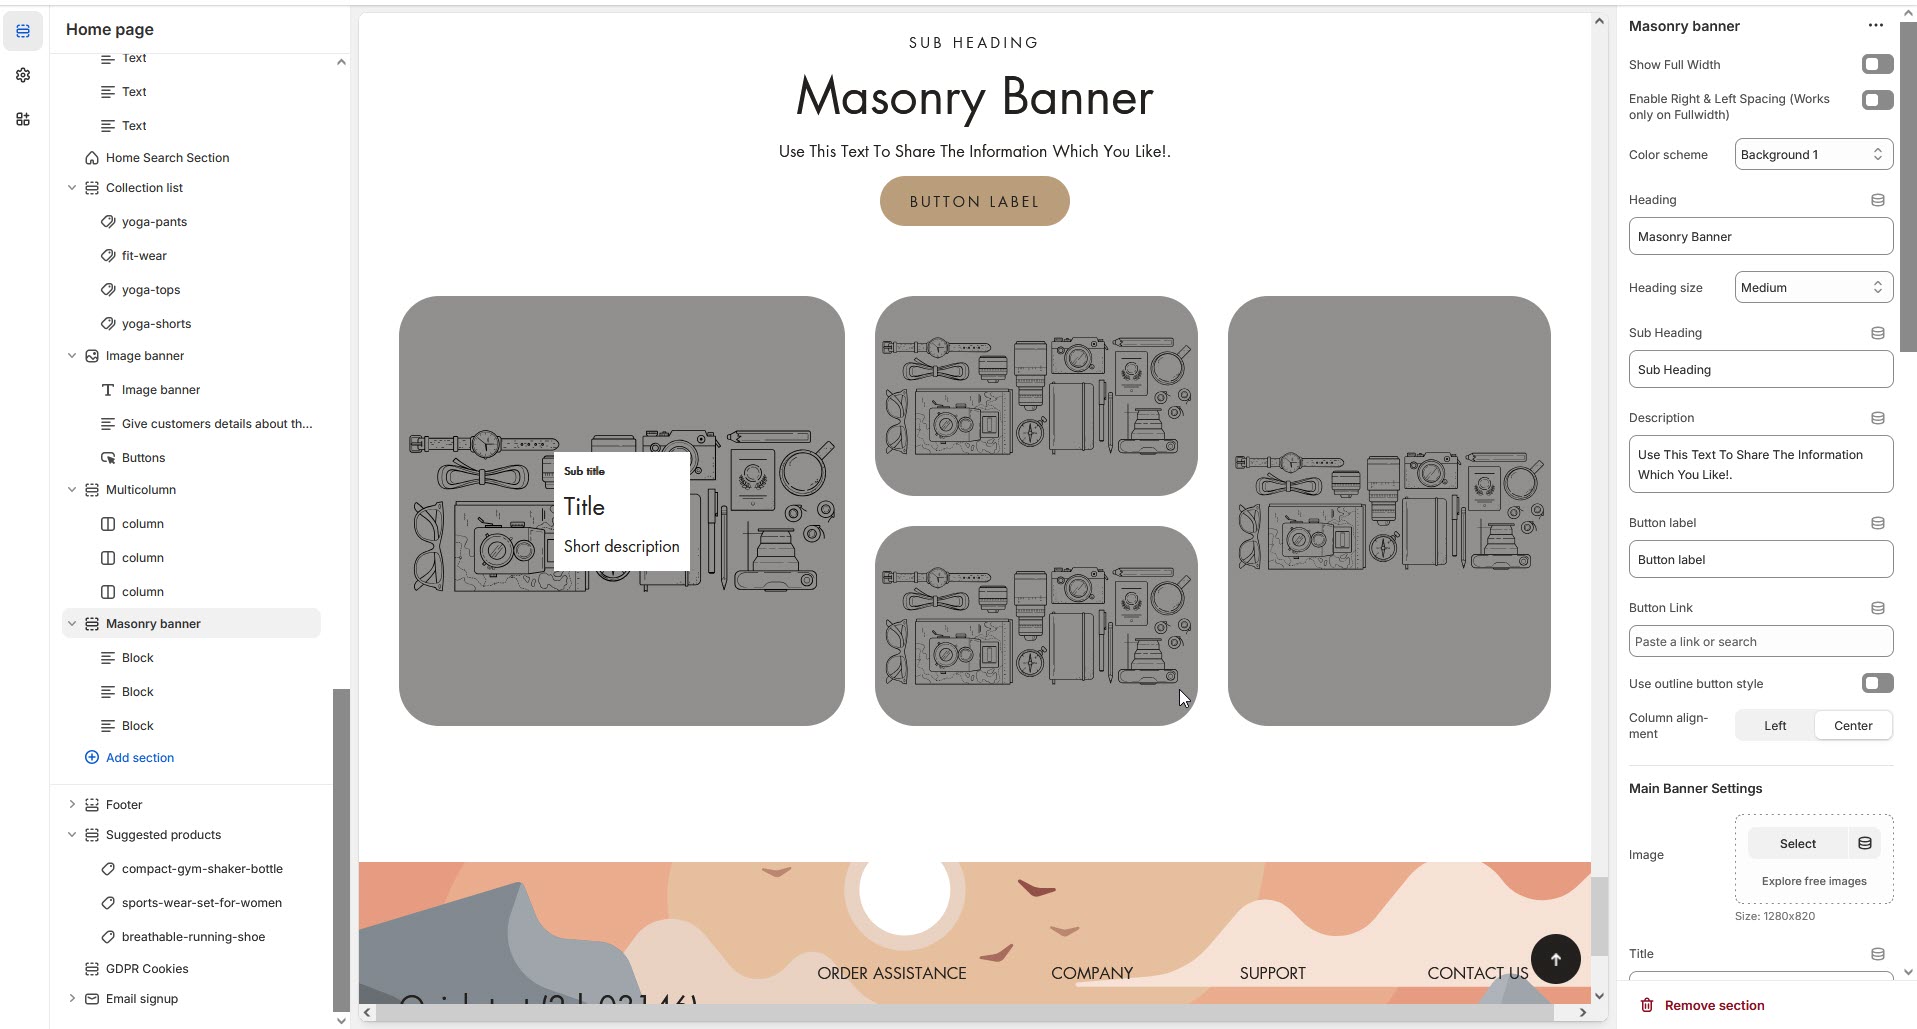 Home page
Text
Text
Text
Home Search Section
Collection list
yoga-pants
fit-wear
yoga-tops
yoga-shorts
Image banner
Image banner
Give customers details about th...
Buttons
Multicolumn
column
column
column
Masonry banner
Block
Block
Block
Add section
Footer
Suggested products
compact-gym-shaker-bottle
sports-wear-set-for-women
breathable-running-shoe
GDPR Cookies
Email signup
SUB HEADING
Masonry Banner
Use This Text To Share The Information Which You Like!.
BUTTON LABEL
Sub title
Title
Short description
ORDER ASSISTANCE
COMPANY
SUPPORT
CONTACT US
Masonry banner
Show Full Width
Enable Right & Left Spacing (Works
only on Fullwidth)
Color scheme
Background 1
Heading
Masonry Banner
Heading size
Medium
Sub Heading
Sub Heading
Description
Use This Text To Share The Information
Which You Like!.
Button label
Button label
Button Link
Paste a link or search
Use outline button style
Column align-
ment
Left
Center
Main Banner Settings
Image
Select
Explore free images
Size: 1280x820
Title
Remove section